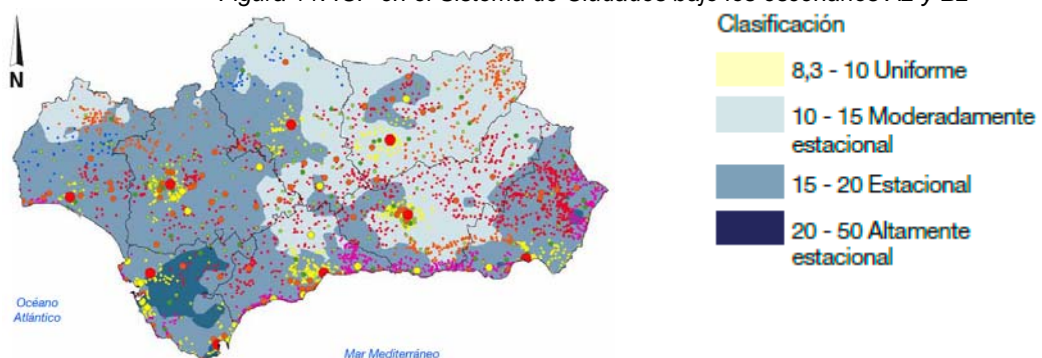 Clasificación
N
8,3 - 10 Uniforme
10 - 15 Moderadamente
estacional
15 - 20 Estacional
20 - 50 Altamente
estacional
Océano
Atlántico
Mar Mediterráneo